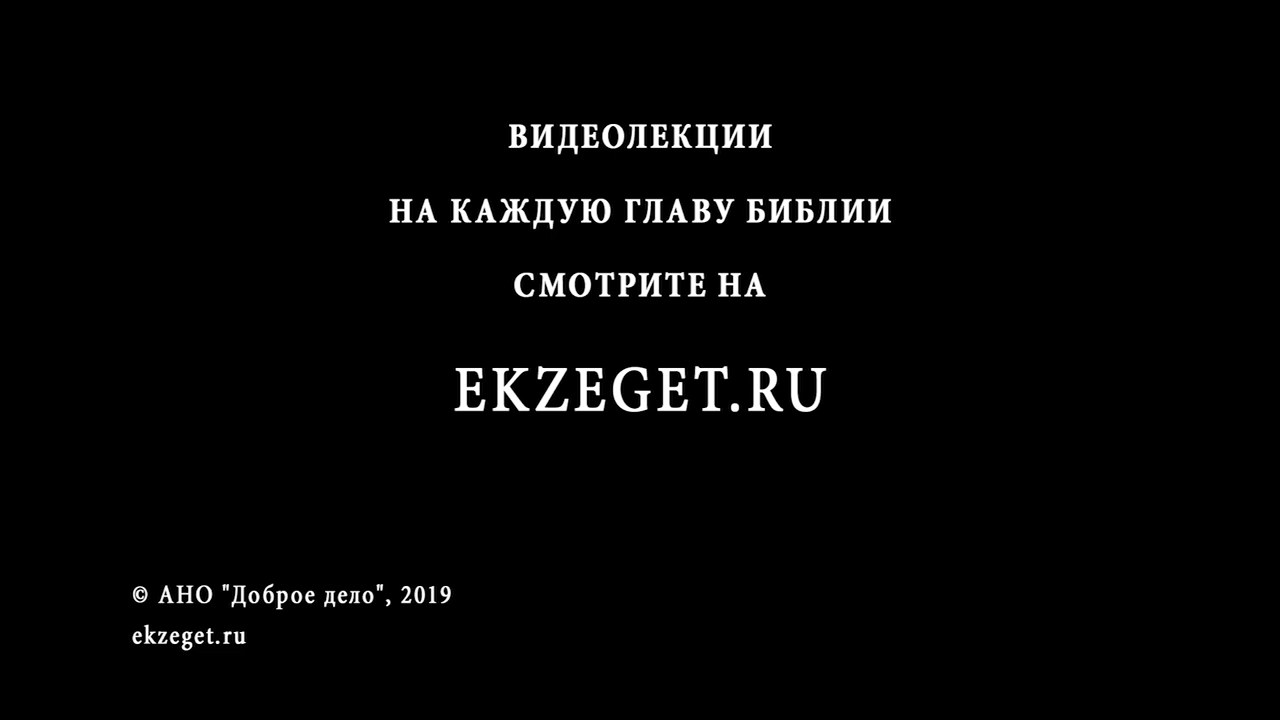 ВИДЕОЛЕКЦИИ
НА КАЖДУЮ ГЛАВУ БИБЛИИ
СМОТРИТЕ НА
EKZEGET.RU
© АНО "Доброе дело", 2019
ekzeget.ru